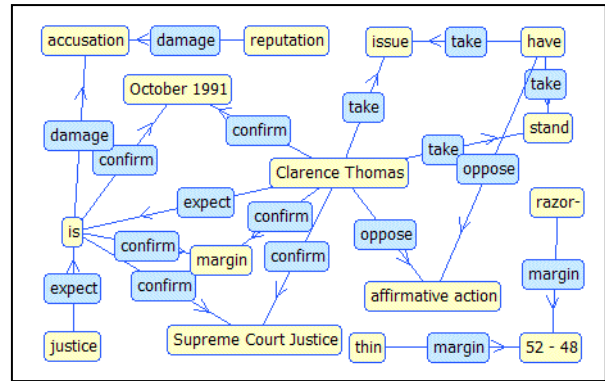 accusation damage reputation issue take have
October 1991 take
damage confirm take stand
confirm take oppose
Clarence Thomas
expect confirm razor-
is confirm margin confirm oppose margin
expect confirm affirmative action
justice Supreme Court Justice thin margin 52 - 48